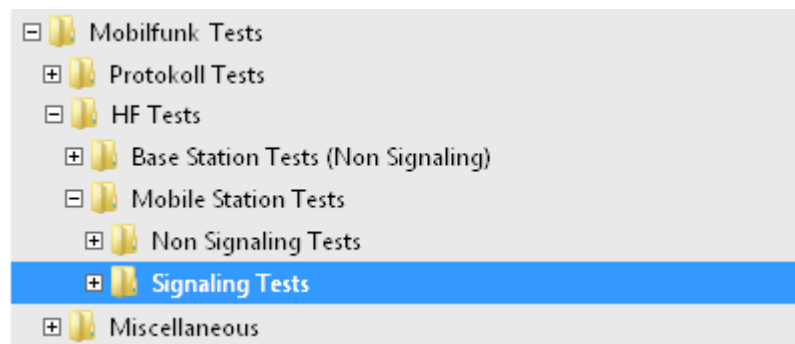 Mobilfunk Tests
Protokoll Tests
HF Tests
Base Station Tests (Non Signaling)
Mobile Station Tests
Non Signaling Tests
Signaling Tests
Miscellaneous